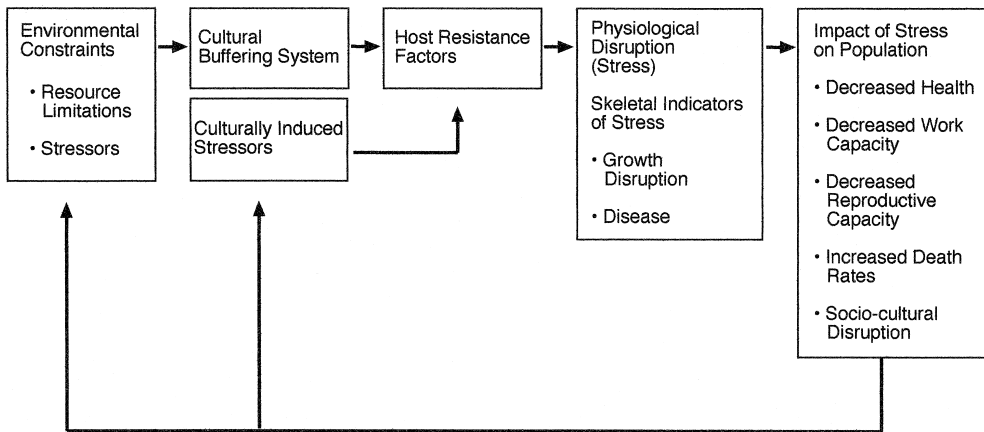 Environmental
Constraints
• Resource
Limitations
• Stressors
Cultural
Buffering System
Culturally Induced
Stressors
Host Resistance
Factors
Physiological
Disruption
(Stress)
Skeletal Indicators
of Stress
• Growth
Disruption
• Disease
Impact of Stress
on Population
• Decreased Health
• Decreased Work
Capacity
• Decreased
Reproductive
Capacity
• Increased Death
Rates
• Socio-cultural
Disruption